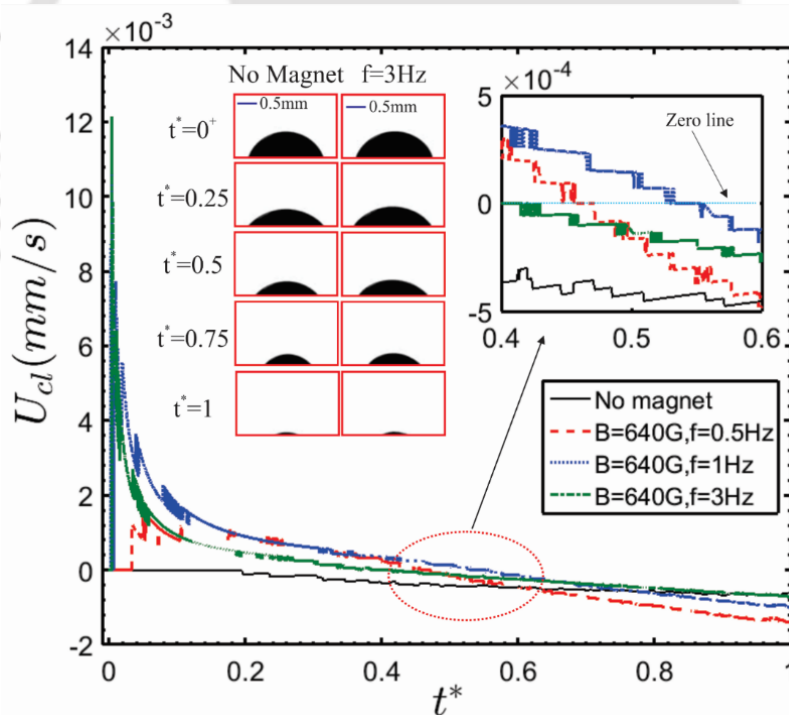 ×10⁻³
14
12
10
8
6
4
2
0
-2
U_cl(mm/s)
0
0.2
0.4
0.6
0.8
1
t*
No Magnet f=3Hz
t*=0⁺
0.5mm 0.5mm
t*=0.25
t*=0.5
t*=0.75
t*=1
×10⁻⁴
5
0
-5
0.4 0.5 0.6
Zero line
No magnet
B=640G,f=0.5Hz
B=640G,f=1Hz
B=640G,f=3Hz